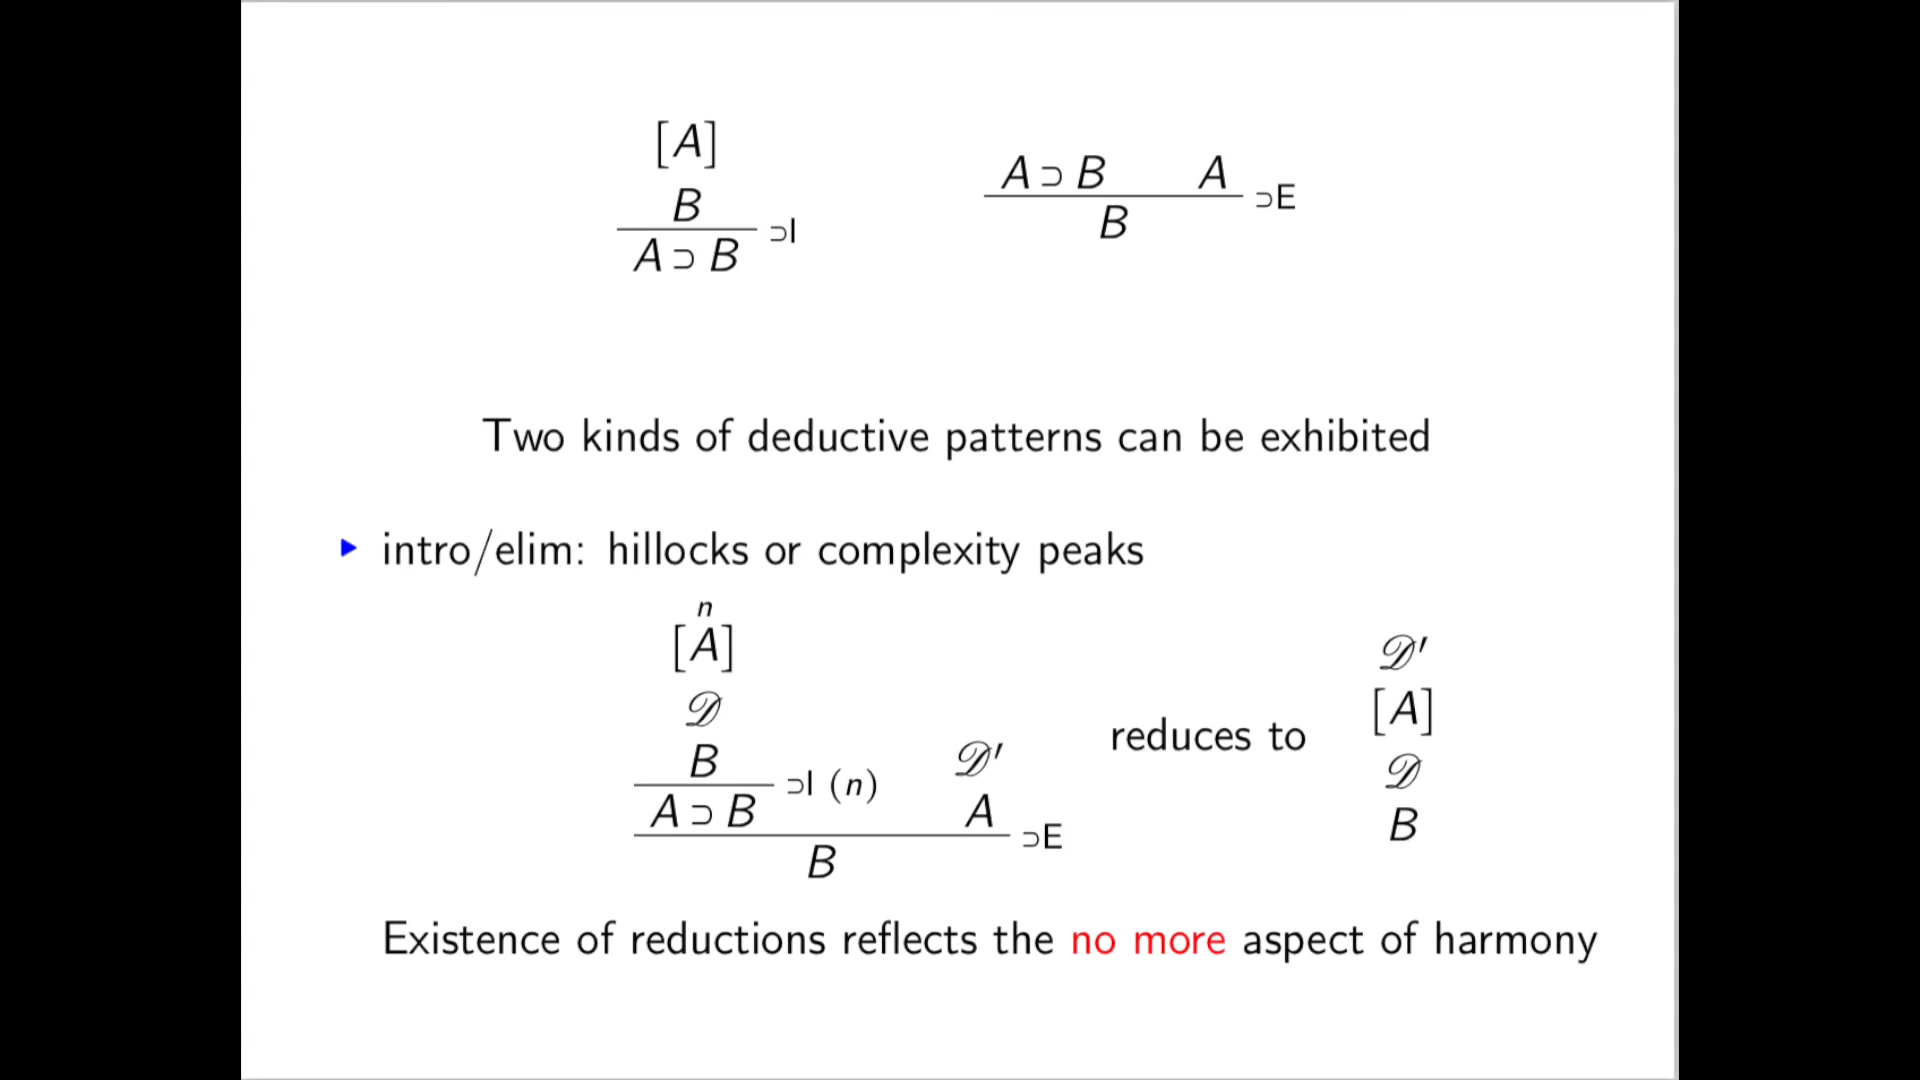 [A]
B
A ⊃ B ⊃I
A ⊃ B A
B ⊃E
Two kinds of deductive patterns can be exhibited
▶ intro/elim: hillocks or complexity peaks
n
[A]
𝒟
B
A ⊃ B ⊃I (n)
𝒟′
A
B ⊃E
reduces to
𝒟′
[A]
𝒟
B
Existence of reductions reflects the no more aspect of harmony